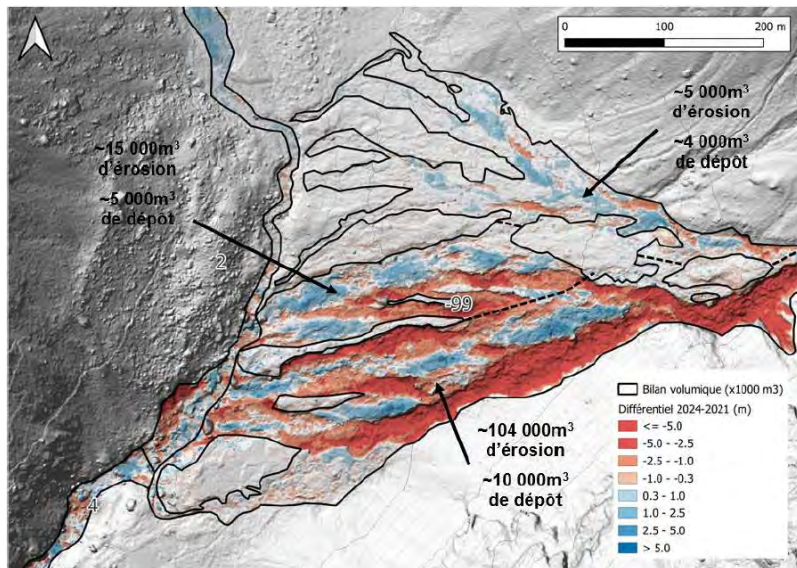 0 100 200 m
~5 000m³
d'érosion
~4 000m³
de dépôt
~15 000m³
d'érosion
~5 000m³
de dépôt
2
-99
~104 000m³
d'érosion
~10 000m³
de dépôt
4
Bilan volumique (x1000 m3)
Différentiel 2024-2021 (m)
<= -5.0
-5.0 - -2.5
-2.5 - -1.0
-1.0 - -0.3
0.3 - 1.0
1.0 - 2.5
2.5 - 5.0
> 5.0